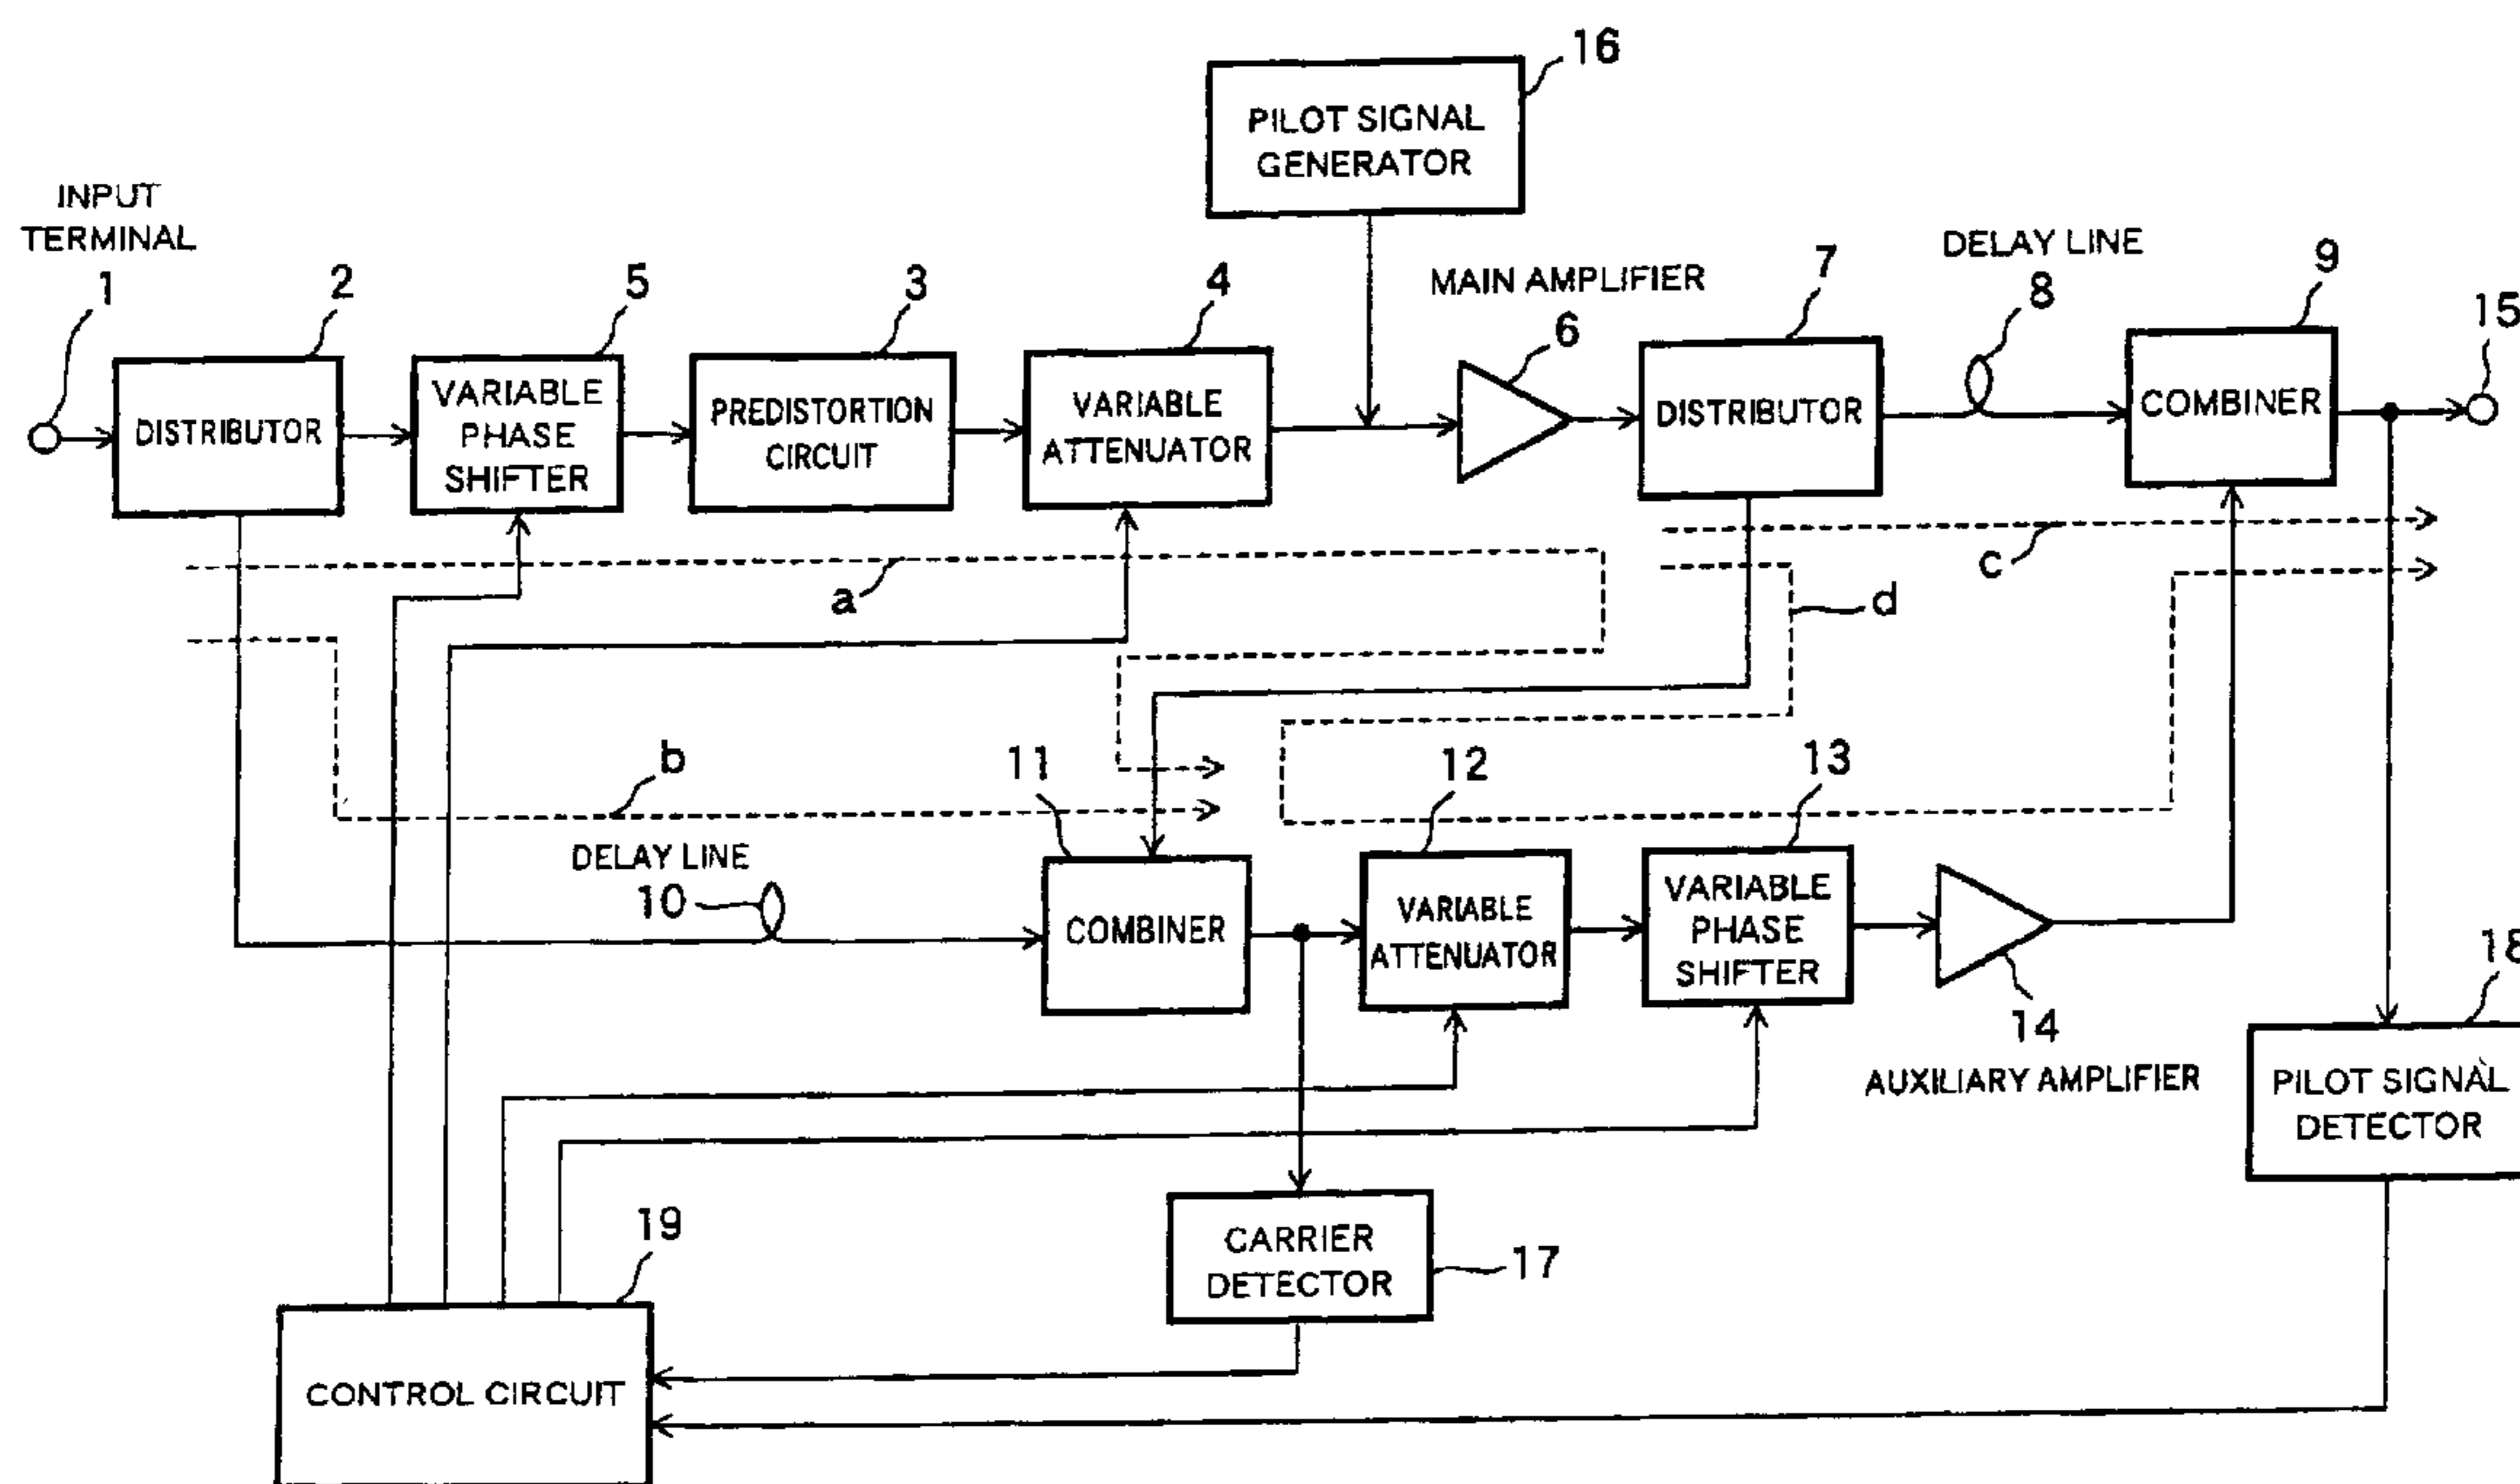 16
PILOT SIGNAL
GENERATOR
INPUT
TERMINAL
1
2
5
3
4
MAIN AMPLIFIER
6
7
DELAY LINE
8
9
15
DISTRIBUTOR
VARIABLE
PHASE
SHIFTER
PREDISTORTION
CIRCUIT
VARIABLE
ATTENUATOR
DISTRIBUTOR
COMBINER
a
c
d
b
11
12
13
DELAY LINE
10
COMBINER
VARIABLE
ATTENUATOR
VARIABLE
PHASE
SHIFTER
14
AUXILIARY AMPLIFIER
18
PILOT SIGNAL
DETECTOR
19
CARRIER
DETECTOR
17
CONTROL CIRCUIT